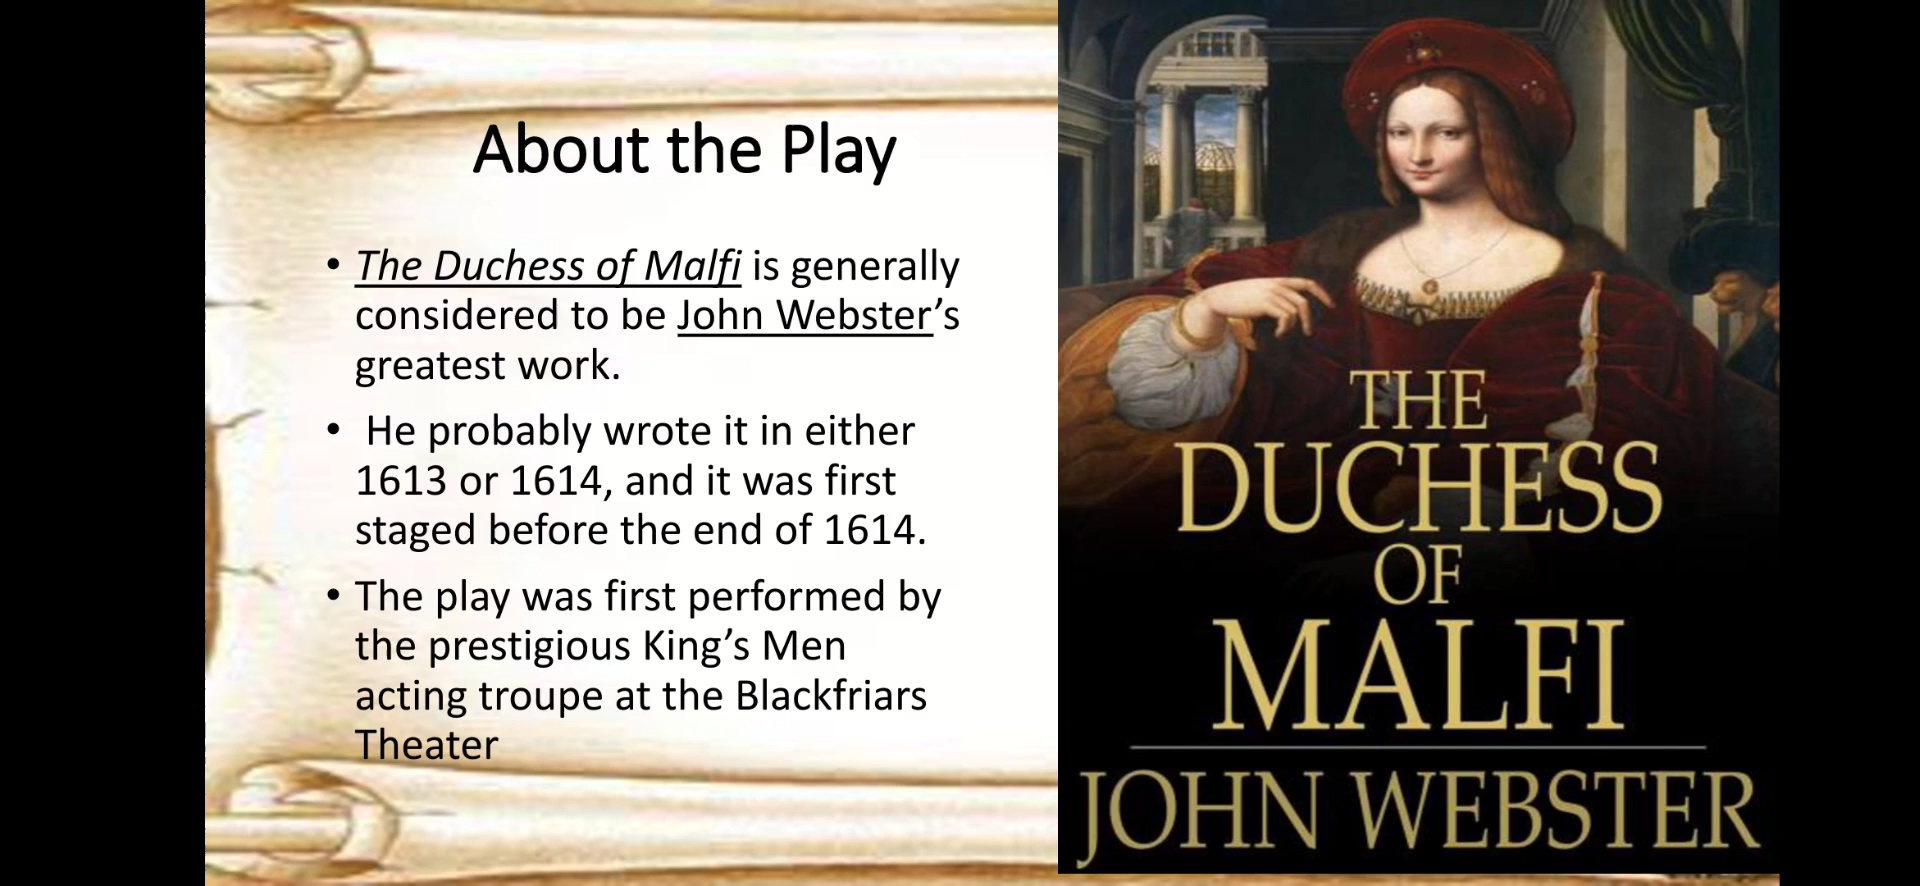 About the Play
• The Duchess of Malfi is generally
considered to be John Webster’s
greatest work.
• He probably wrote it in either
1613 or 1614, and it was first
staged before the end of 1614.
• The play was first performed by
the prestigious King’s Men
acting troupe at the Blackfriars
Theater
THE
DUCHESS
OF
MALFI
JOHN WEBSTER